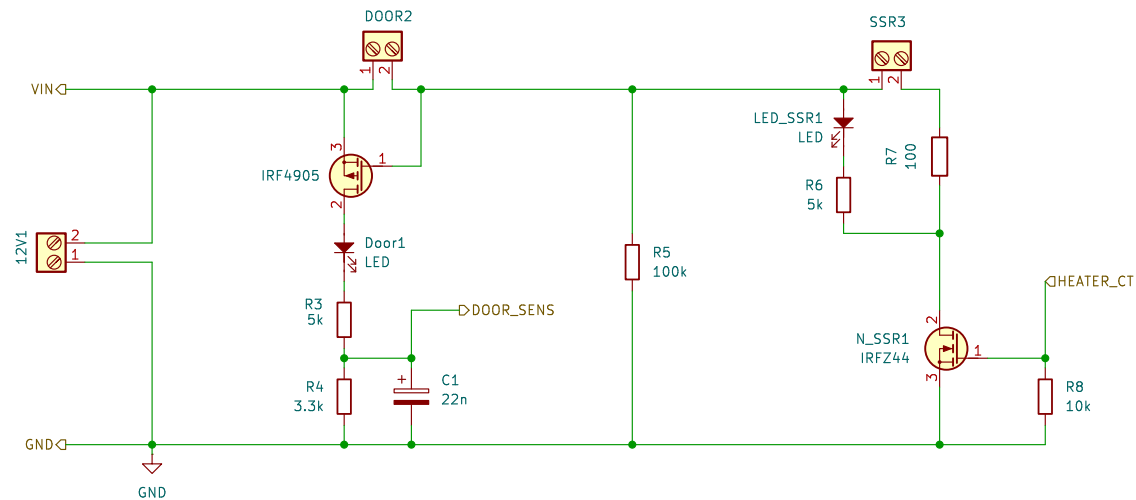 DOOR2
SSR3
1 2
1 2
VIN
LED_SSR1
LED
R7
100
3
1
IRF4905
2
R6
5k
12V1
2
1
Door1
LED
R5
100k
HEATER_CT
R3
5k
DOOR_SENS
2
N_SSR1
IRFZ44
1
3
R4
3.3k
+
C1
22n
R8
10k
GND
GND